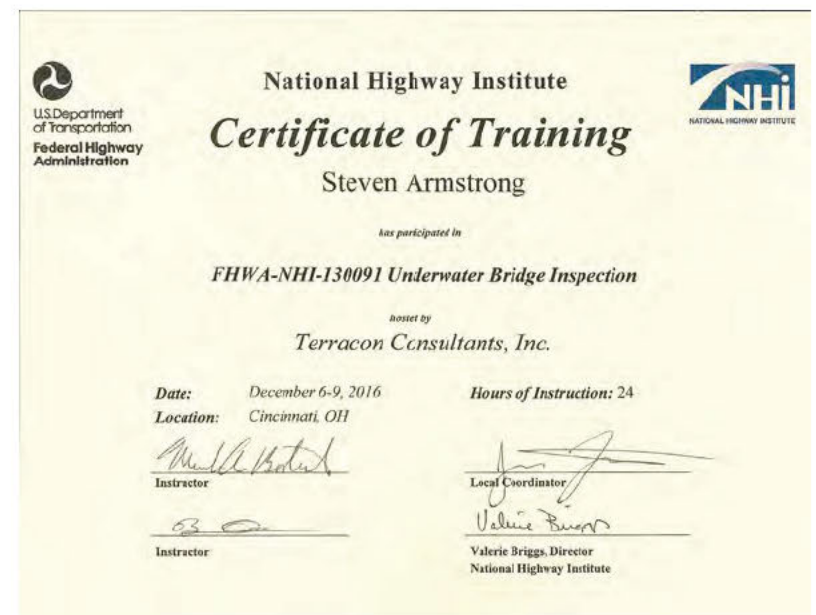 U.S.Department
of Transportation
Federal Highway
Administration
National Highway Institute
NHI
NATIONAL HIGHWAY INSTITUTE
Certificate of Training
Steven Armstrong
has participated in
FHWA-NHI-130091 Underwater Bridge Inspection
hosted by
Terracon Consultants, Inc.
Date: December 6-9, 2016
Hours of Instruction: 24
Location: Cincinnati, OH
Instructor
Local Coordinator
Valerie Briggs
Instructor
Valerie Briggs, Director
National Highway Institute